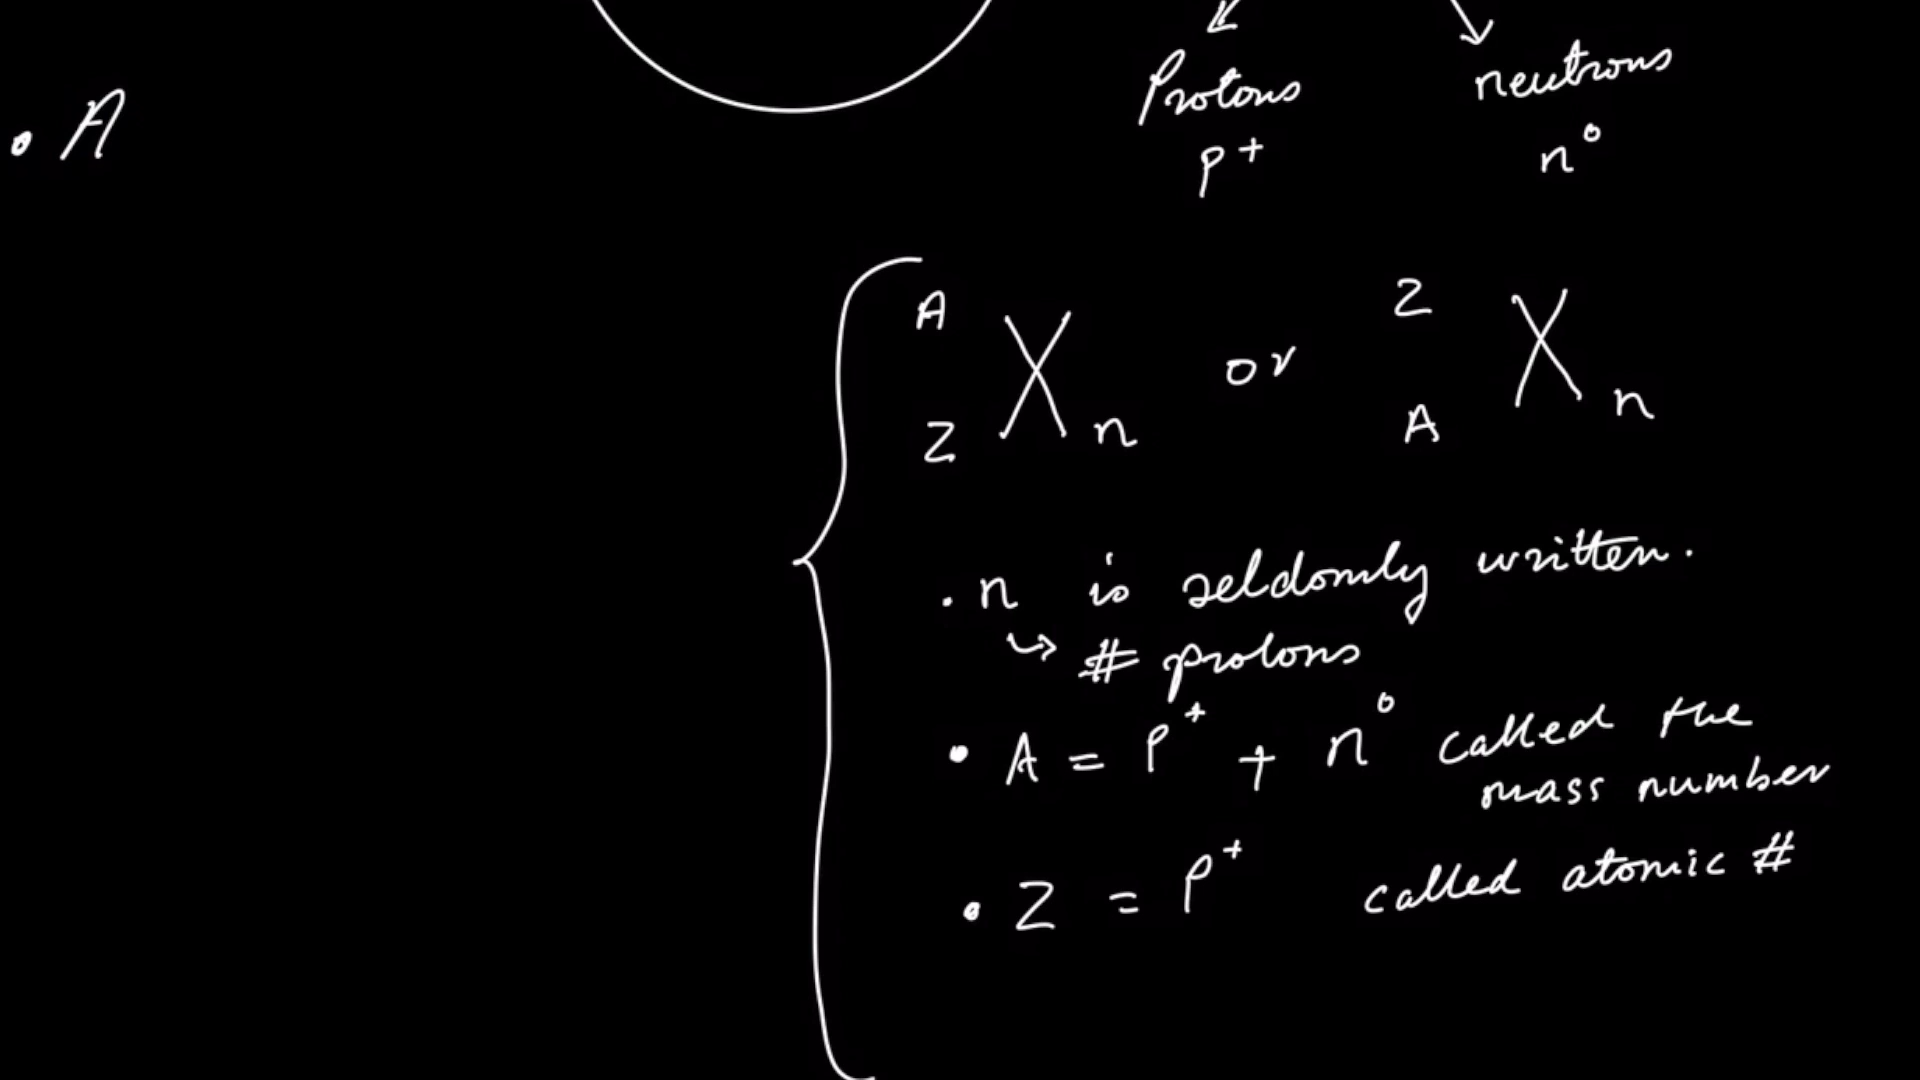 Protons neutrons
p+ n°
• A
A Z X n or Z A X n
• n is seldomly written.
↪ # protons
• A = P+ + n° called the
mass number
• Z = P+ called atomic #